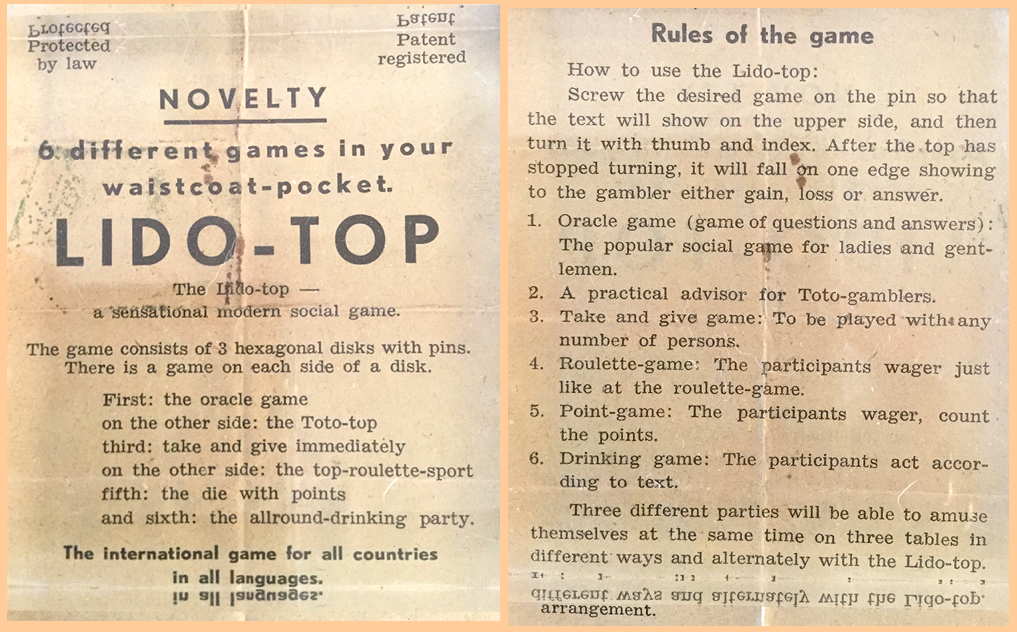 Protected
Protected
by law
Patent
Patent
registered
NOVELTY
6 different games in your
waistcoat-pocket.
LIDO-TOP
The Lido-top —
a sensational modern social game.
The game consists of 3 hexagonal disks with pins.
There is a game on each side of a disk.
First: the oracle game
on the other side: the Toto-top
third: take and give immediately
on the other side: the top-roulette-sport
fifth: the die with points
and sixth: the allround-drinking party.
The international game for all countries
in all languages.
in all languages.
Rules of the game
How to use the Lido-top:
Screw the desired game on the pin so that
the text will show on the upper side, and then
turn it with thumb and index. After the top has
stopped turning, it will fall on one edge showing
to the gambler either gain, loss or answer.
1. Oracle game (game of questions and answers):
The popular social game for ladies and gent-
lemen.
2. A practical advisor for Toto-gamblers.
3. Take and give game: To be played with any
number of persons.
4. Roulette-game: The participants wager just
like at the roulette-game.
5. Point-game: The participants wager, count
the points.
6. Drinking game: The participants act accor-
ding to text.
Three different parties will be able to amuse
themselves at the same time on three tables in
different ways and alternately with the Lido-top.
different ways and alternately with the Lido-top.
arrangement.